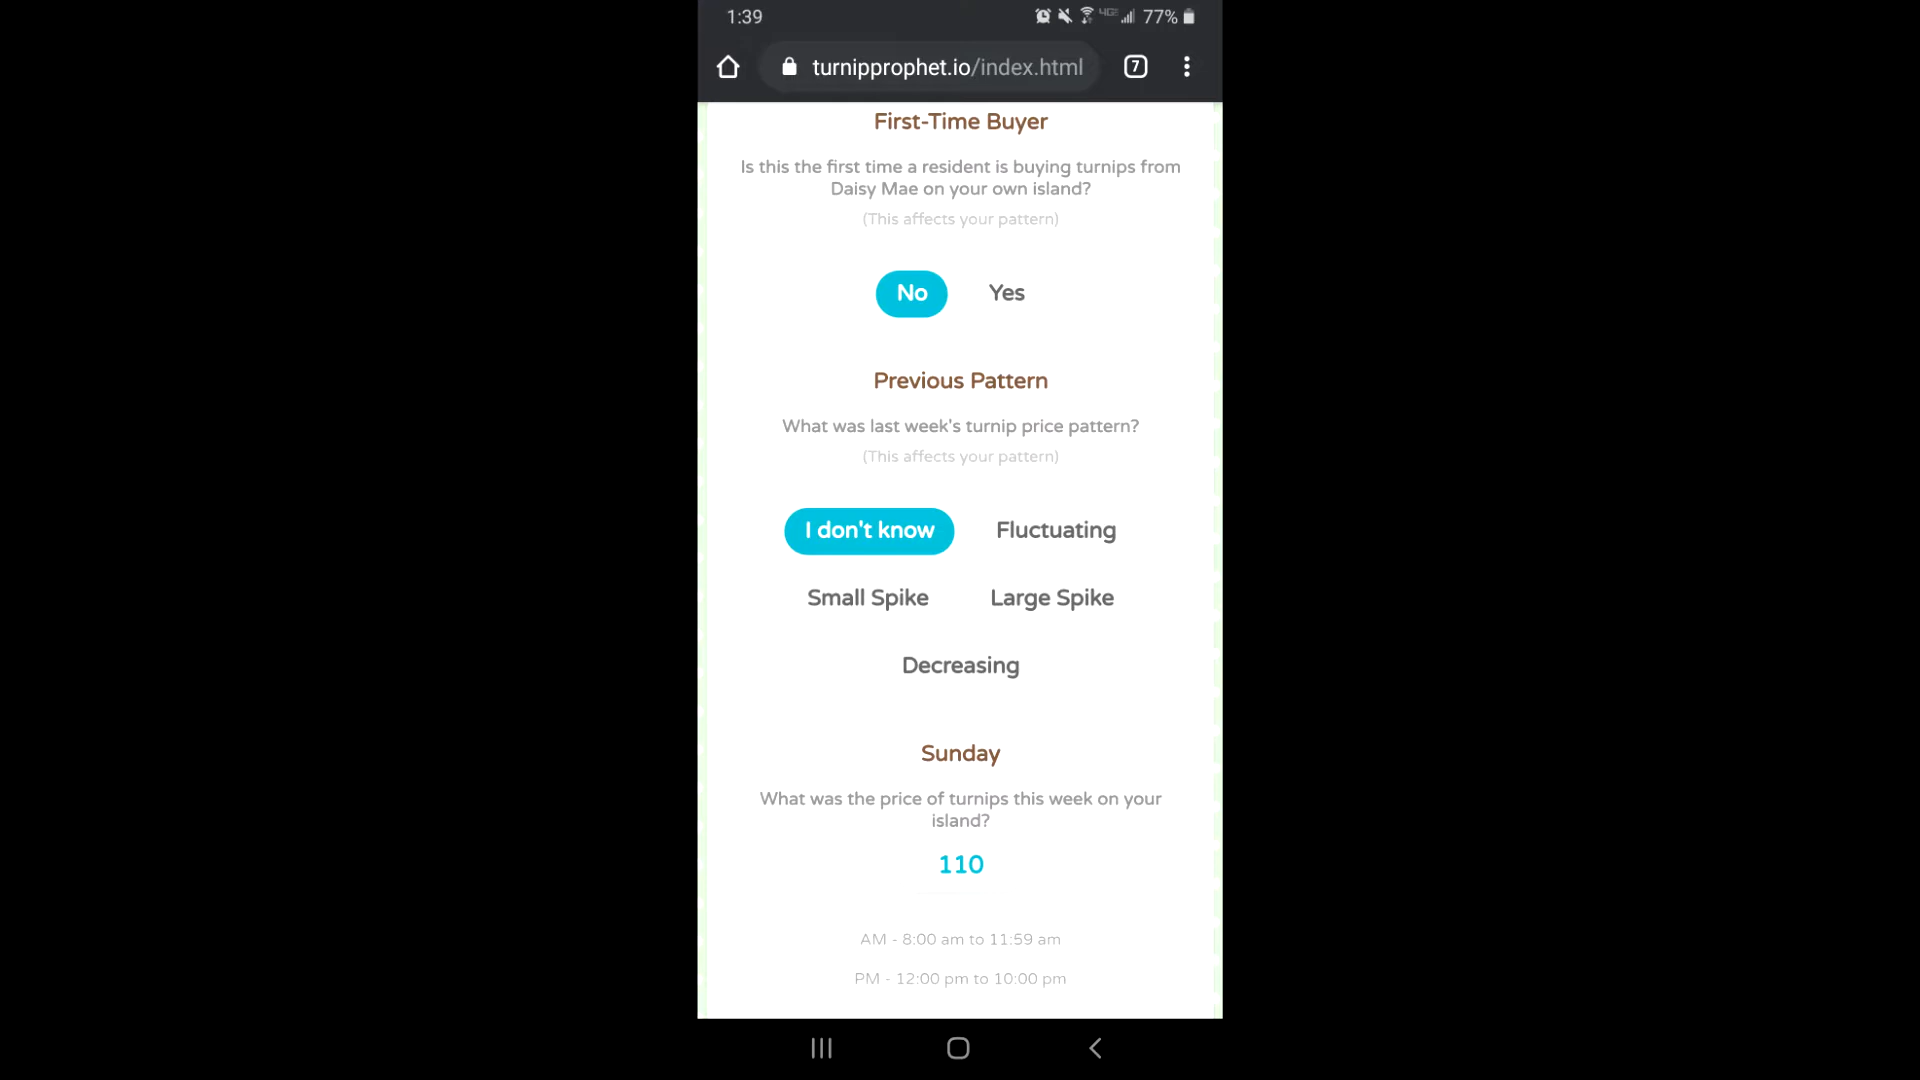 1:39
4GE
77%
turnipprophet.io/index.html
7
First-Time Buyer
Is this the first time a resident is buying turnips from
Daisy Mae on your own island?
(This affects your pattern)
No
Yes
Previous Pattern
What was last week's turnip price pattern?
(This affects your pattern)
I don't know
Fluctuating
Small Spike
Large Spike
Decreasing
Sunday
What was the price of turnips this week on your
island?
110
AM - 8:00 am to 11:59 am
PM - 12:00 pm to 10:00 pm